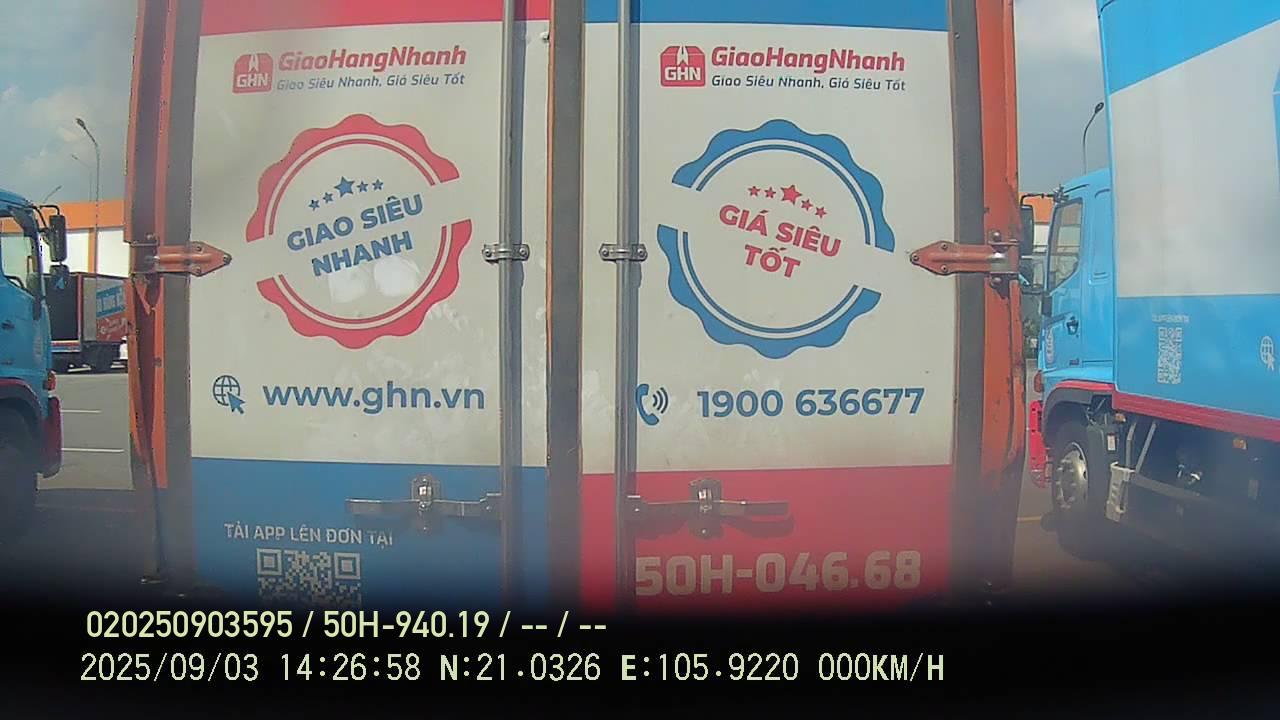 GiaoHangNhanh
GHN
Giao Siêu Nhanh, Giá Siêu Tốt
GIAO SIÊU
NHANH
www.ghn.vn
TẢI APP LÊN ĐƠN TẠI
GiaoHangNhanh
GHN
Giao Siêu Nhanh, Giá Siêu Tốt
GIÁ SIÊU
TỐT
1900 636677
50H-046.68
020250903595 / 50H-940.19 / -- / --
2025/09/03 14:26:58 N:21.0326 E:105.9220 000KM/H